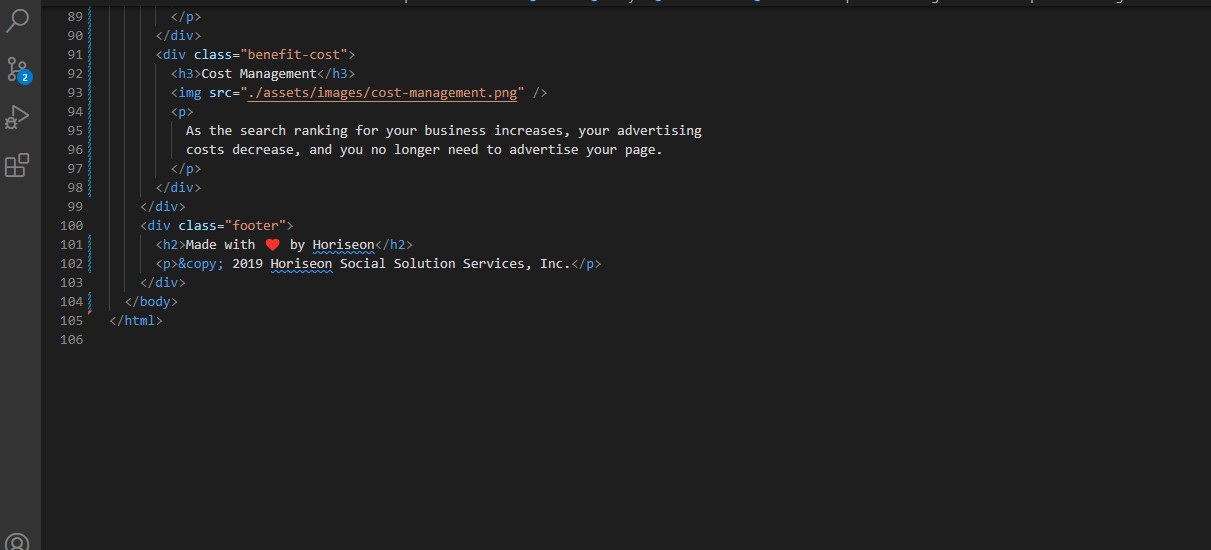 89 </p>
90 </div>
91 <div class="benefit-cost">
92 <h3>Cost Management</h3>
93 <img src="./assets/images/cost-management.png" />
94 <p>
95 As the search ranking for your business increases, your advertising
96 costs decrease, and you no longer need to advertise your page.
97 </p>
98 </div>
99 </div>
100 <div class="footer">
101 <h2>Made with ❤️ by Horiseon</h2>
102 <p>&copy; 2019 Horiseon Social Solution Services, Inc.</p>
103 </div>
104 </body>
105 </html>
106
2